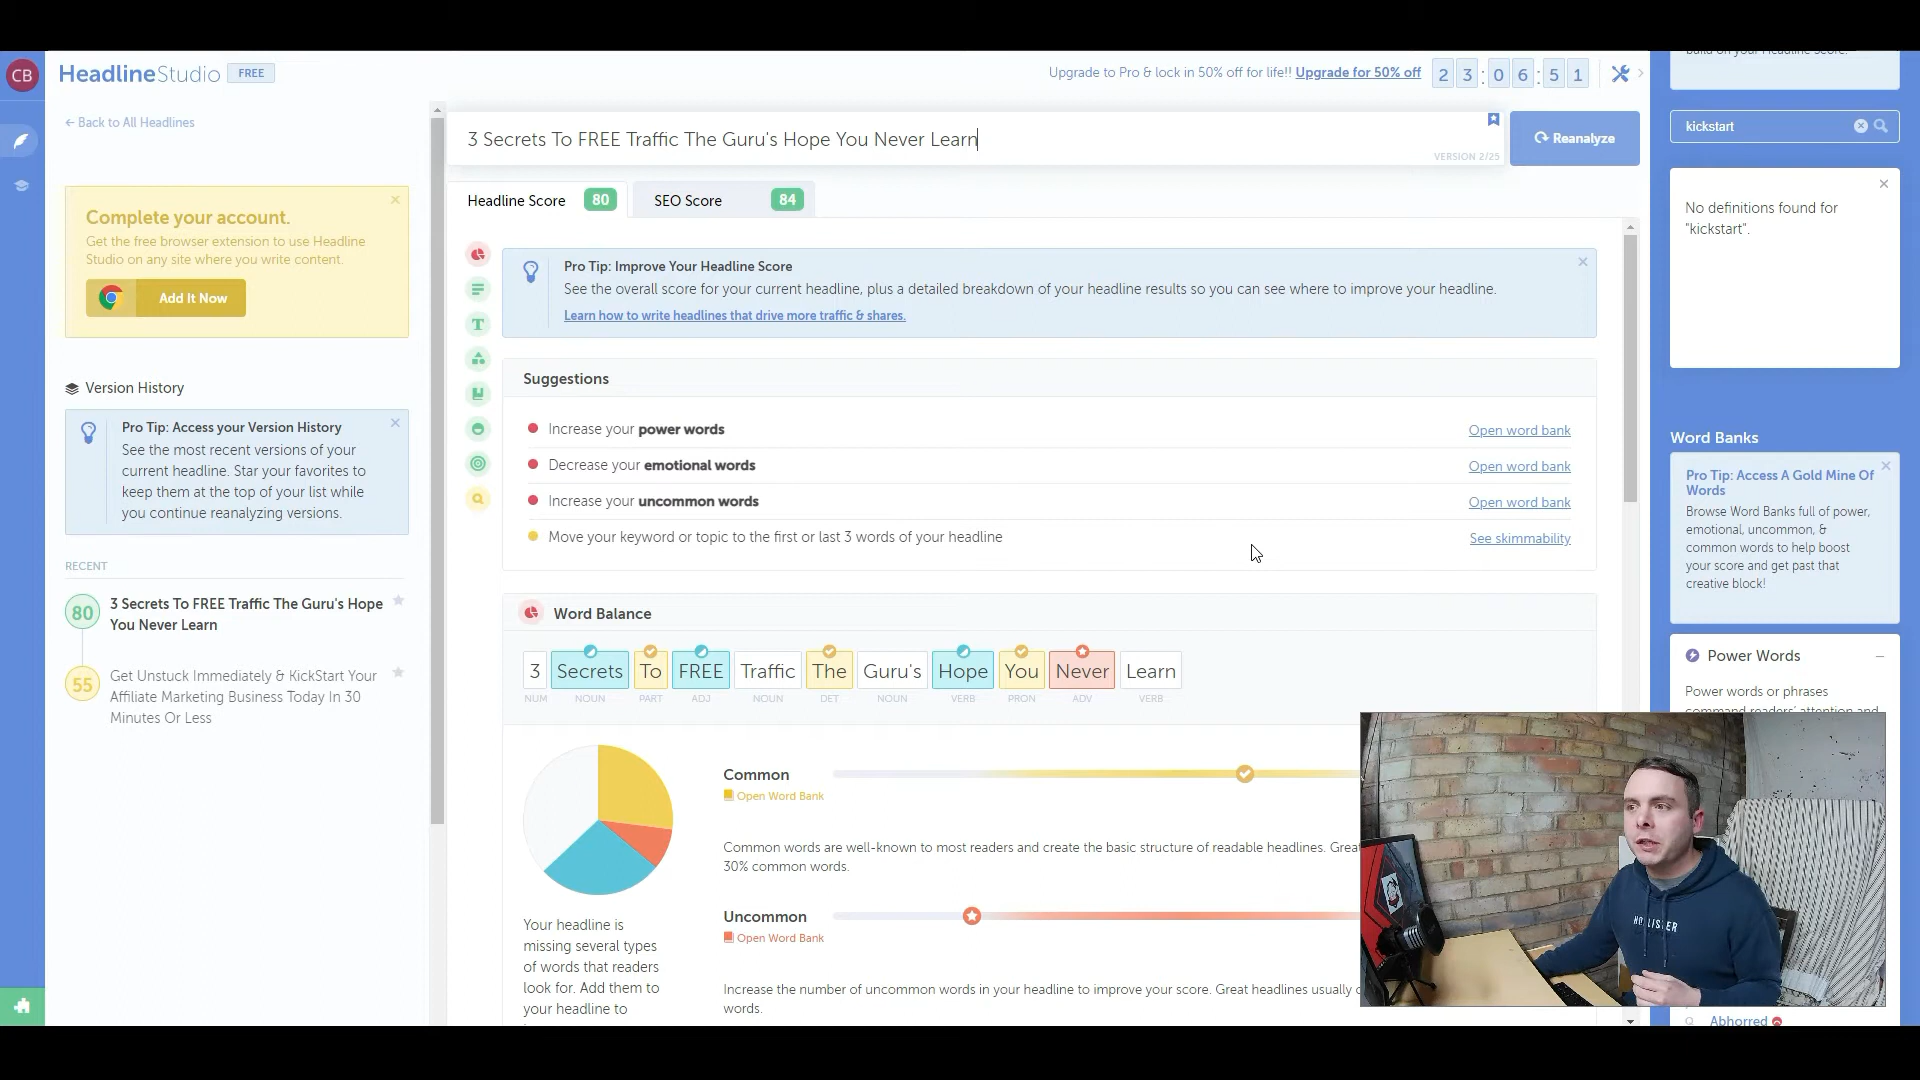 CB
HeadlineStudio FREE
Upgrade to Pro & lock in 50% off for life!! Upgrade for 50% off 2 3 : 0 6 : 5 1
← Back to All Headlines
3 Secrets To FREE Traffic The Guru's Hope You Never Learn
VERSION 2/25
Reanalyze
Headline Score 80
SEO Score 84
Complete your account.
Get the free browser extension to use Headline
Studio on any site where you write content.
Add It Now
Version History
Pro Tip: Access your Version History
See the most recent versions of your
current headline. Star your favorites to
keep them at the top of your list while
you continue reanalyzing versions.
RECENT
80
3 Secrets To FREE Traffic The Guru's Hope
You Never Learn
55
Get Unstuck Immediately & KickStart Your
Affiliate Marketing Business Today In 30
Minutes Or Less
Pro Tip: Improve Your Headline Score
See the overall score for your current headline, plus a detailed breakdown of your headline results so you can see where to improve your headline.
Learn how to write headlines that drive more traffic & shares.
Suggestions
Increase your power words Open word bank
Decrease your emotional words Open word bank
Increase your uncommon words Open word bank
Move your keyword or topic to the first or last 3 words of your headline See skimmability
Word Balance
3 Secrets To FREE Traffic The Guru's Hope You Never Learn
NUM NOUN PART ADJ NOUN DET NOUN VERB PRON ADV VERB
Common
Open Word Bank
Common words are well-known to most readers and create the basic structure of readable headlines. Grea
30% common words.
Uncommon
Open Word Bank
Increase the number of uncommon words in your headline to improve your score. Great headlines usually
words.
Your headline is
missing several types
of words that readers
look for. Add them to
your headline to
build on your Headline Score.
kickstart
No definitions found for
"kickstart".
Word Banks
Pro Tip: Access A Gold Mine Of
Words
Browse Word Banks full of power,
emotional, uncommon, &
common words to help boost
your score and get past that
creative block!
Power Words
Power words or phrases
command readers' attention and
HOLLISTER
Abhorred